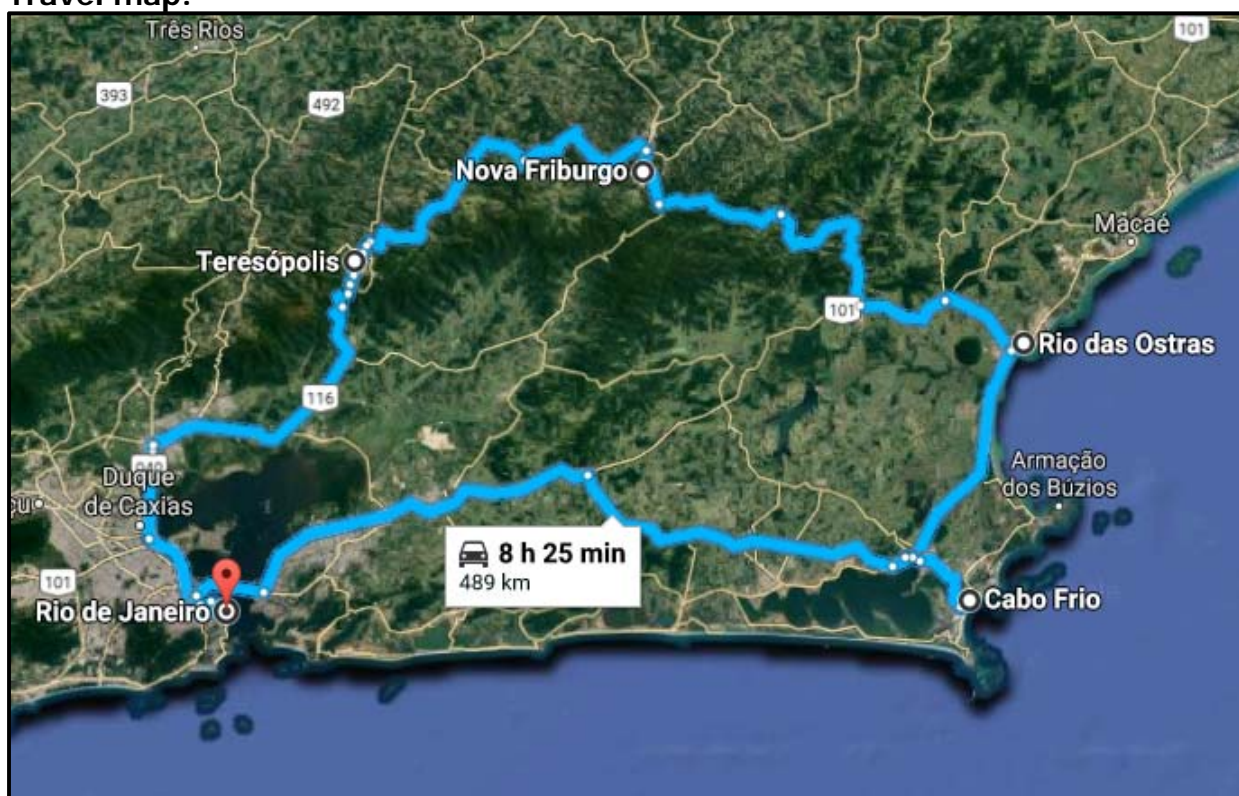 Travel map:
Três Rios
101
393
492
Nova Friburgo
Macaé
Teresópolis
101
Rio das Ostras
116
040
Duque
de Caxias
Armação
dos Búzios
8 h 25 min
489 km
101
Rio de Janeiro
Cabo Frio